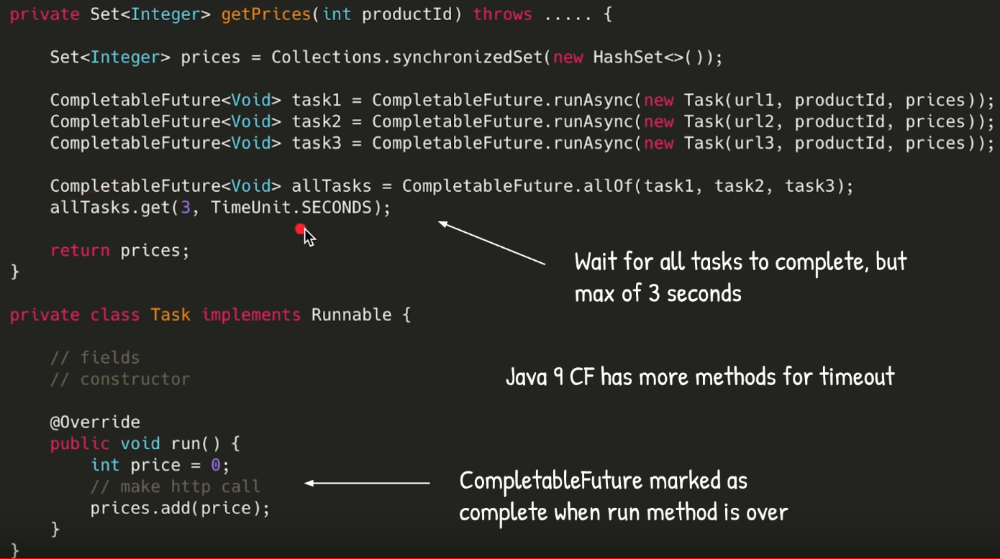 private Set<Integer> getPrices(int productId) throws ..... {
Set<Integer> prices = Collections.synchronizedSet(new HashSet<>());
CompletableFuture<Void> task1 = CompletableFuture.runAsync(new Task(url1, productId, prices));
CompletableFuture<Void> task2 = CompletableFuture.runAsync(new Task(url2, productId, prices));
CompletableFuture<Void> task3 = CompletableFuture.runAsync(new Task(url3, productId, prices));
CompletableFuture<Void> allTasks = CompletableFuture.allOf(task1, task2, task3);
allTasks.get(3, TimeUnit.SECONDS);
return prices;
}
Wait for all tasks to complete, but
max of 3 seconds
private class Task implements Runnable {
// fields
// constructor
Java 9 CF has more methods for timeout
@Override
public void run() {
int price = 0;
// make http call
prices.add(price);
}
}
CompletableFuture marked as
complete when run method is over